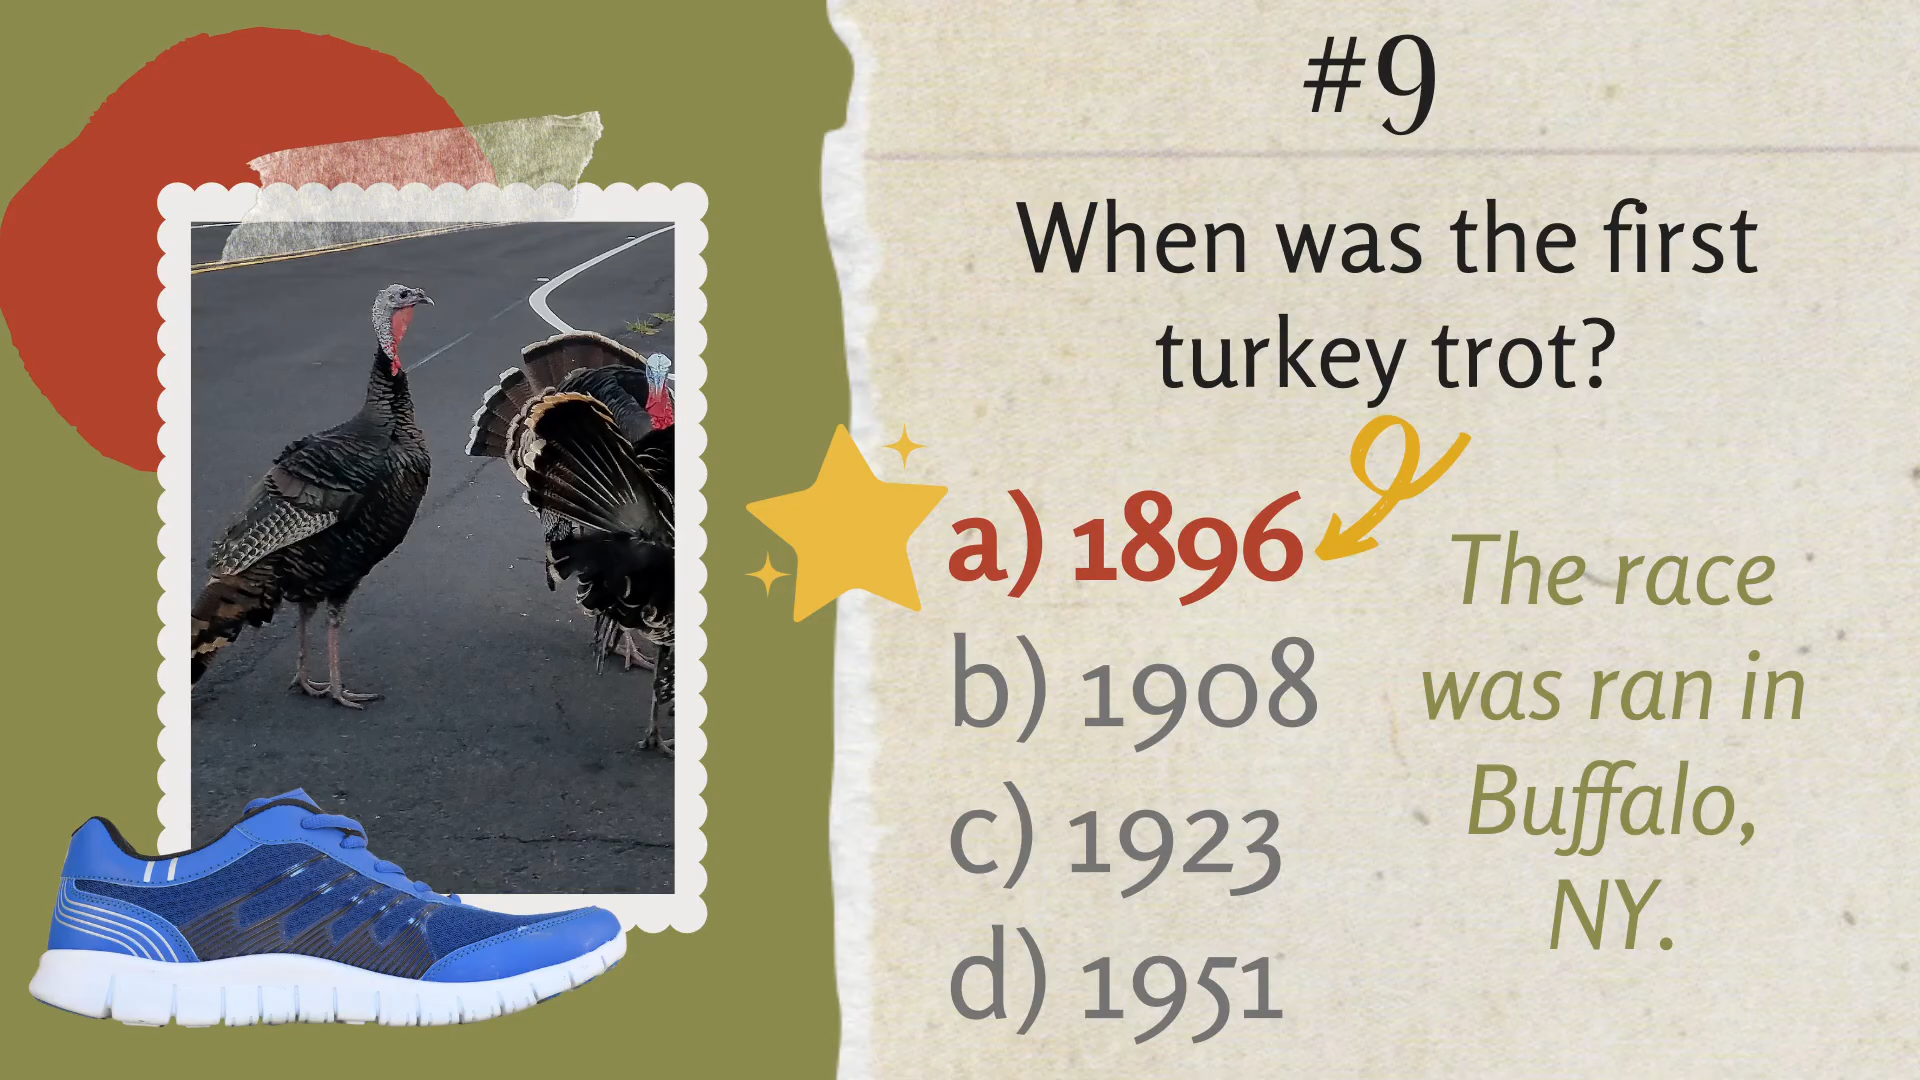 #9
When was the first
turkey trot?
a) 1896
b) 1908
c) 1923
d) 1951
The race
was ran in
Buffalo,
NY.